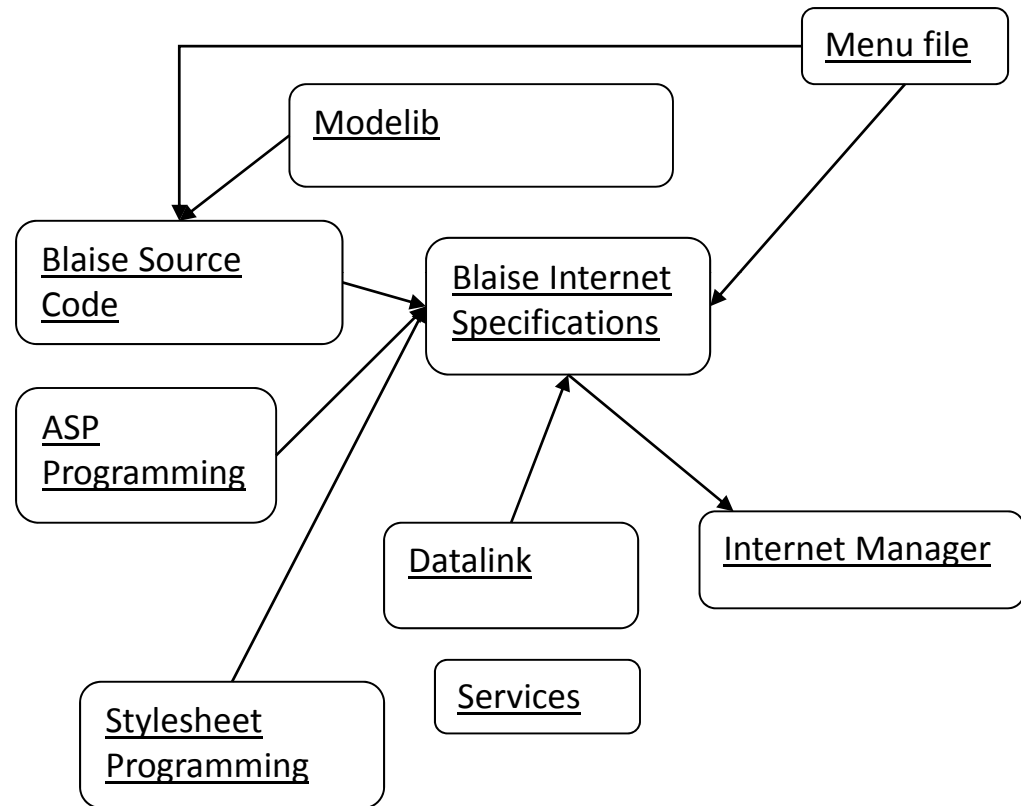 Menu file
Modelib
Blaise Source
Code
Blaise Internet
Specifications
ASP
Programming
Datalink
Internet Manager
Services
Stylesheet
Programming